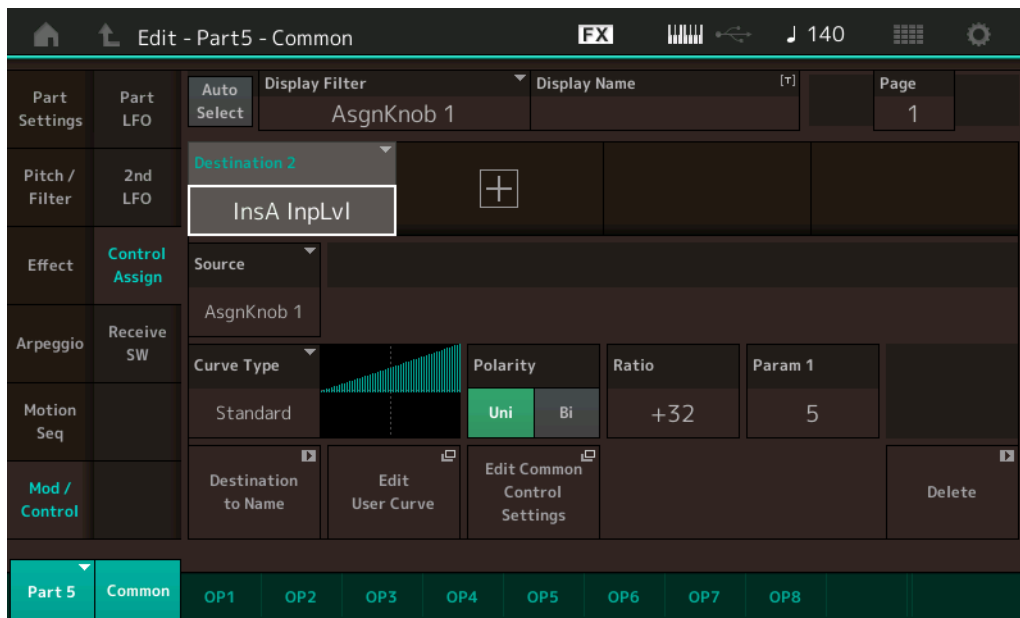 Edit - Part5 - Common
FX
♩ 140
Part
Settings
Part
LFO
Auto
Select
Display Filter
AsgnKnob 1
Display Name
[T]
Page
1
Pitch /
Filter
2nd
LFO
Destination 2
InsA InpLvl
Effect
Control
Assign
Source
AsgnKnob 1
Arpeggio
Receive
SW
Curve Type
Standard
Polarity
Uni
Bi
Ratio
+32
Param 1
5
Motion
Seq
Mod /
Control
Destination
to Name
Edit
User Curve
Edit Common
Control
Settings
Delete
Part 5
Common
OP1
OP2
OP3
OP4
OP5
OP6
OP7
OP8